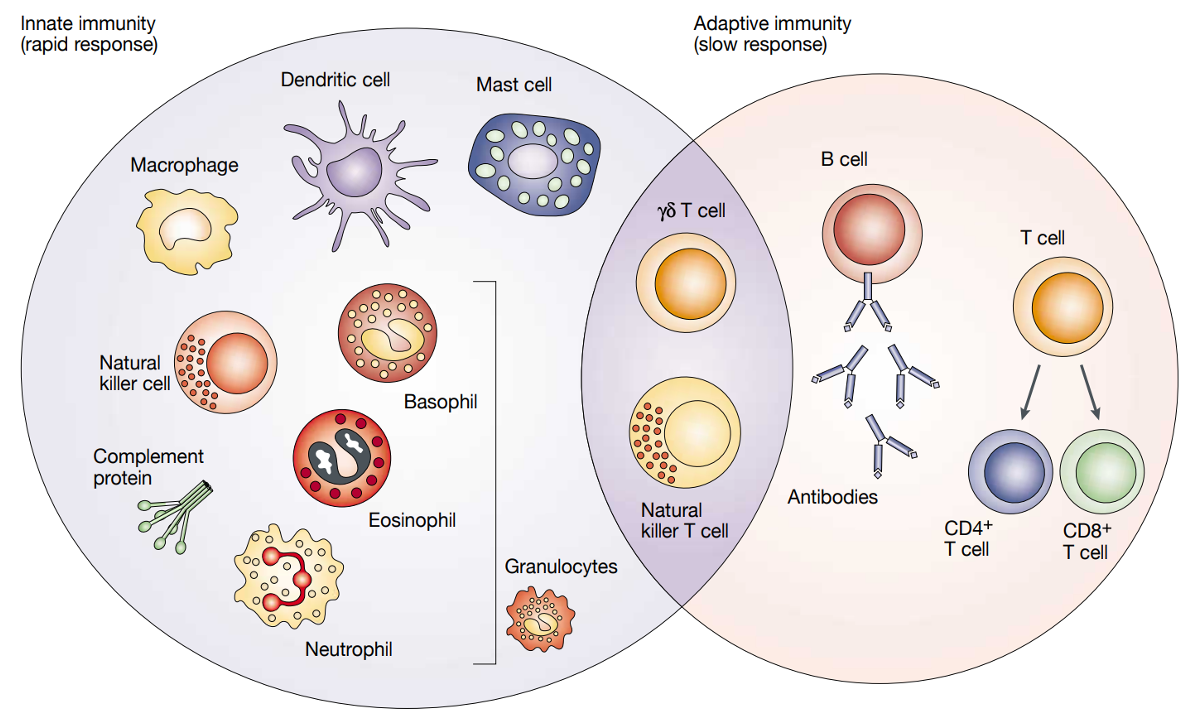 Innate immunity
(rapid response)
Adaptive immunity
(slow response)
Dendritic cell
Mast cell
Macrophage
B cell
γδ T cell
T cell
Natural
killer cell
Basophil
Complement
protein
Antibodies
Eosinophil
Natural
killer T cell
CD4+
T cell
CD8+
T cell
Granulocytes
Neutrophil